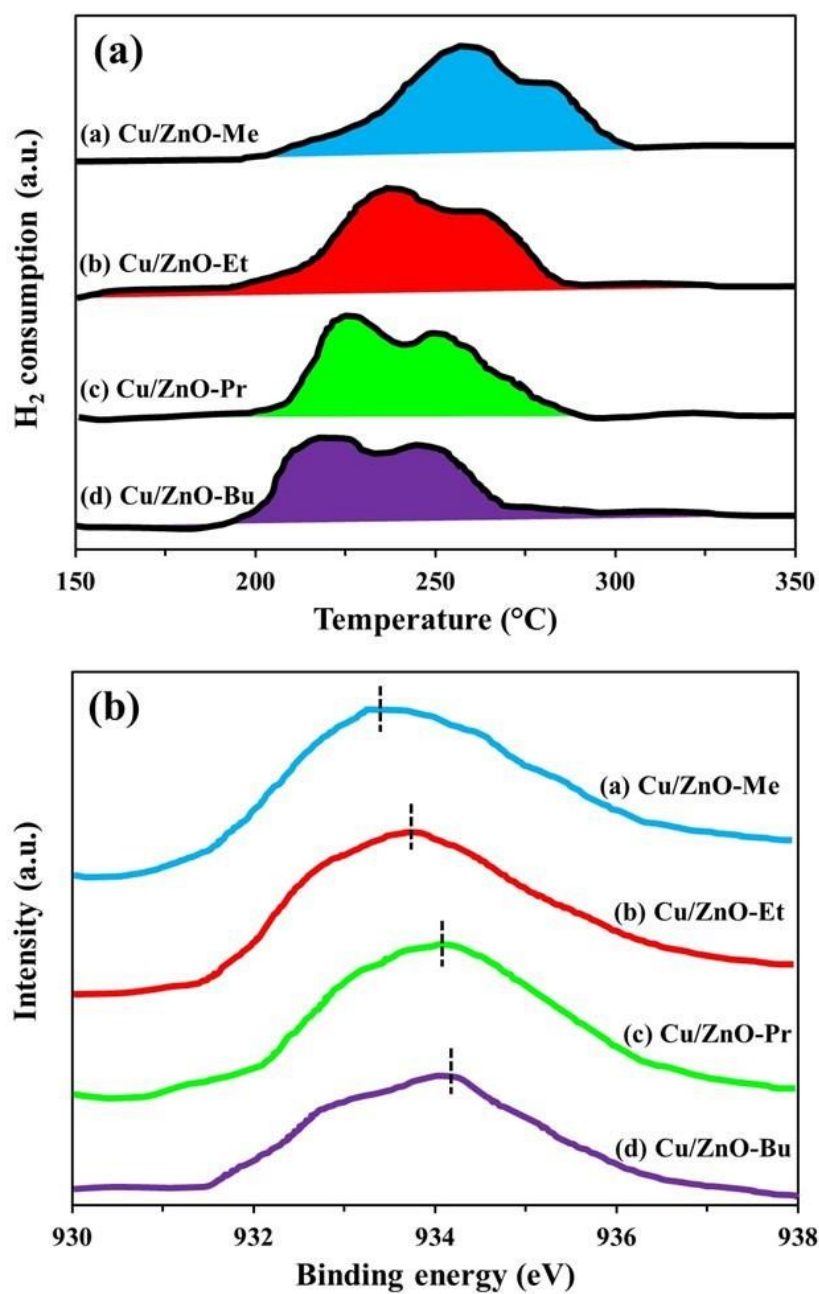 (a)
(a) Cu/ZnO-Me
(b) Cu/ZnO-Et
(c) Cu/ZnO-Pr
(d) Cu/ZnO-Bu
H₂ consumption (a.u.)
150 200 250 300 350
Temperature (°C)
(b)
(a) Cu/ZnO-Me
(b) Cu/ZnO-Et
(c) Cu/ZnO-Pr
(d) Cu/ZnO-Bu
Intensity (a.u.)
930 932 934 936 938
Binding energy (eV)